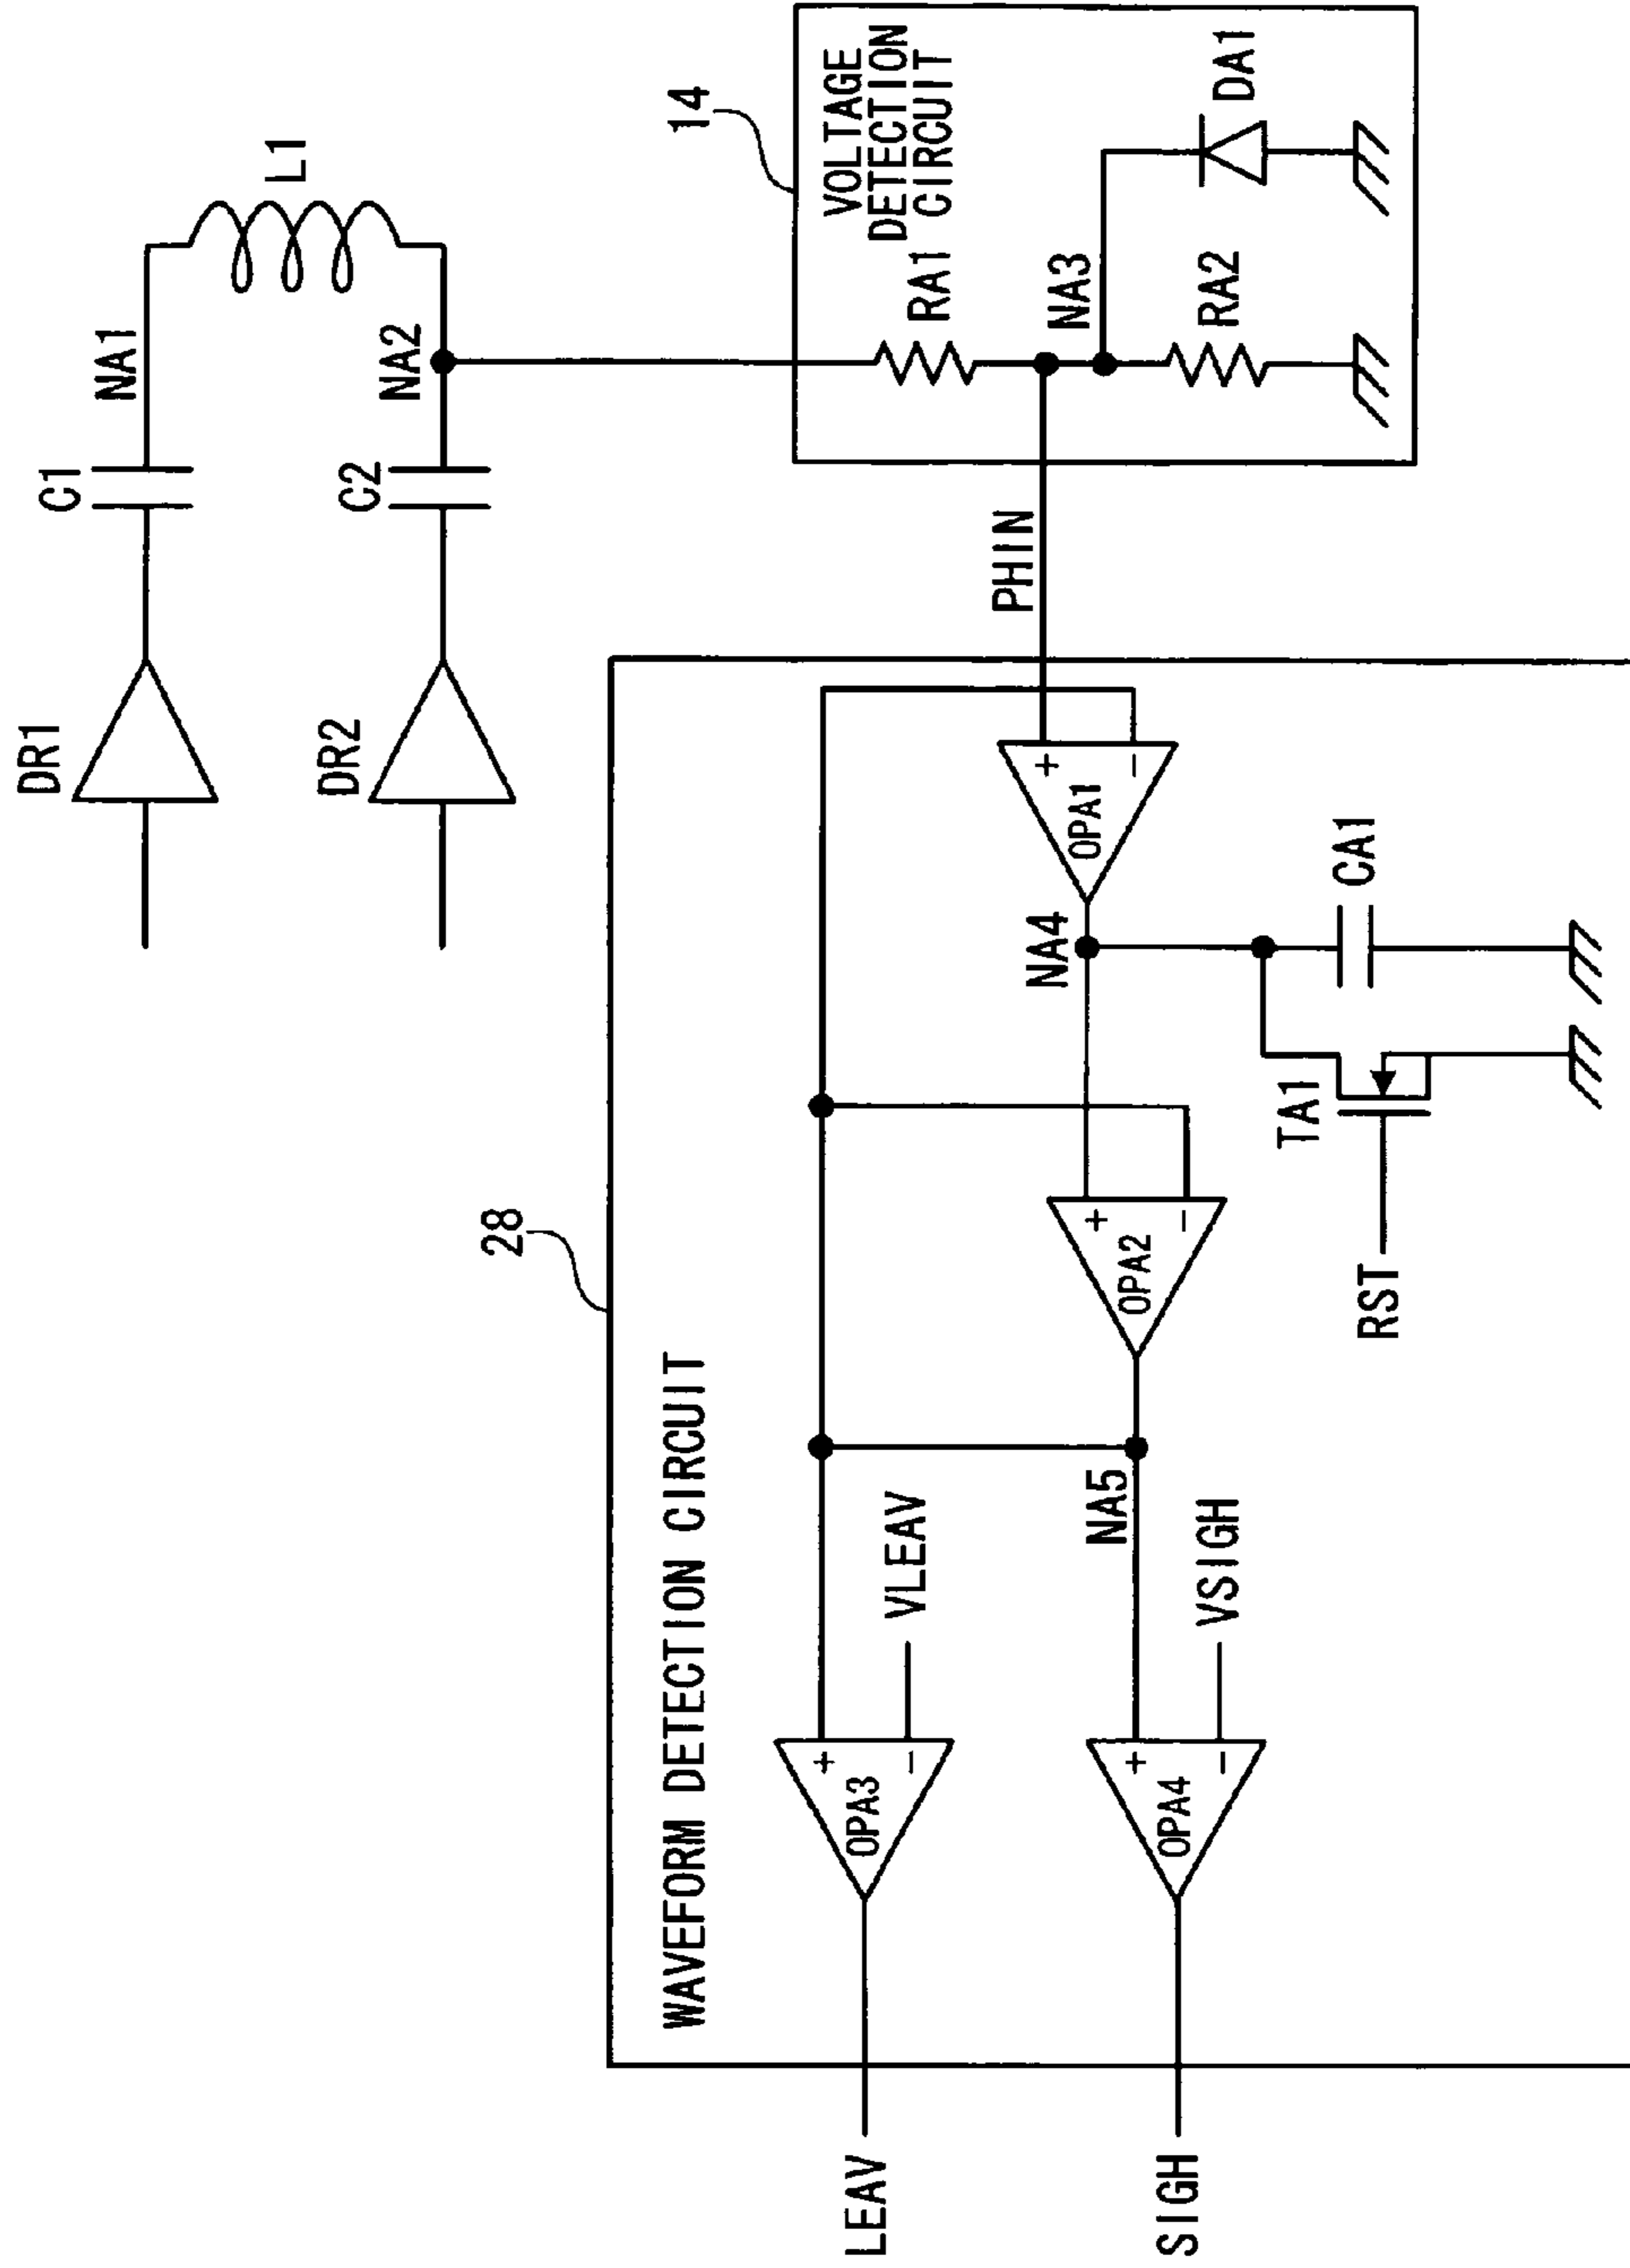 DR1
C1
NA1
L1
DR2
C2
NA2
14
VOLTAGE
DETECTION
CIRCUIT
RA1
NA3
DA1
RA2
PHIN
28
WAVEFORM DETECTION CIRCUIT
+
-
OPA1
NA4
CA1
TA1
RST
+
-
OPA2
NA5
VLEAV
VSIGH
+
-
OPA3
+
-
OPA4
LEAV
SIGH